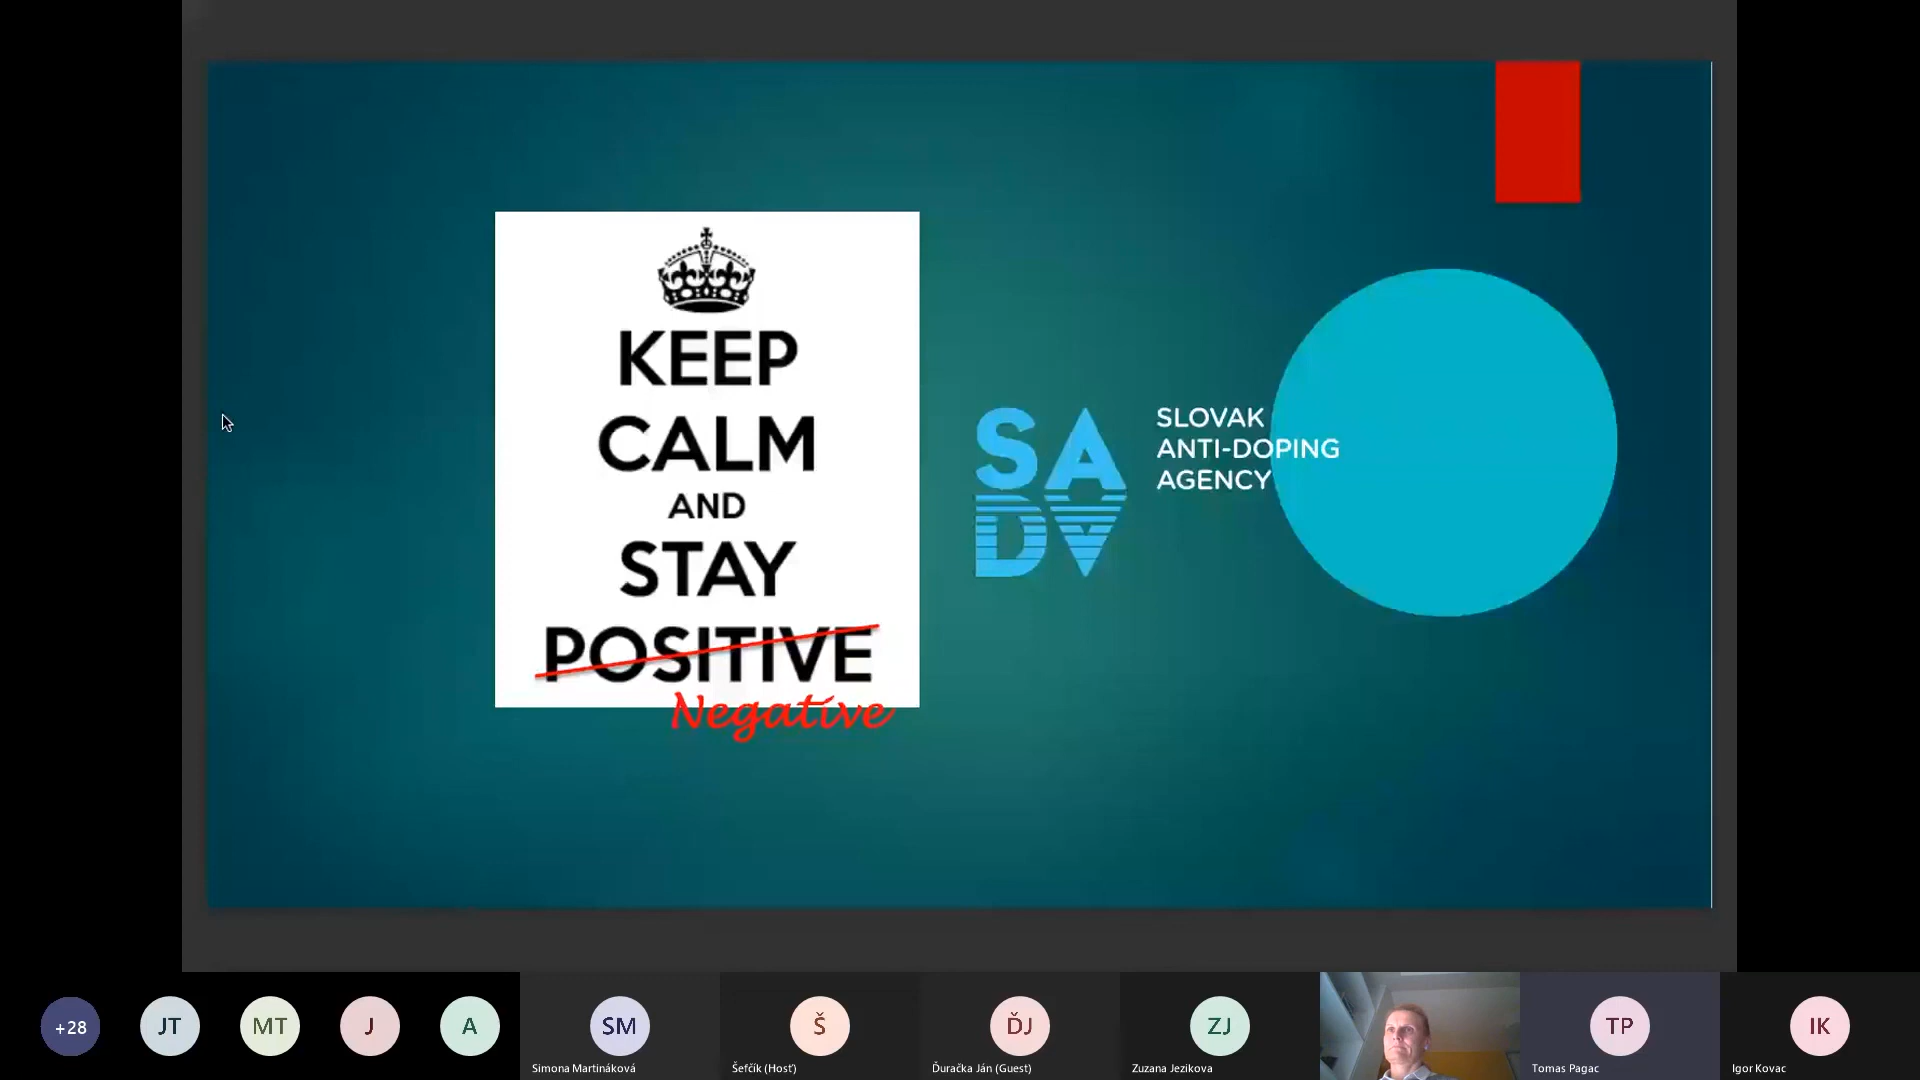 KEEP
CALM
AND
STAY
POSITIVE
Negative
SA
DA
SLOVAK
ANTI-DOPING
AGENCY
+28
JT
MT
J
A
SM
Simona Martináková
Š
Šefčík (Hosť)
ĎJ
Ďuračka Ján (Guest)
ZJ
Zuzana Jezikova
TP
Tomas Pagac
IK
Igor Kovac